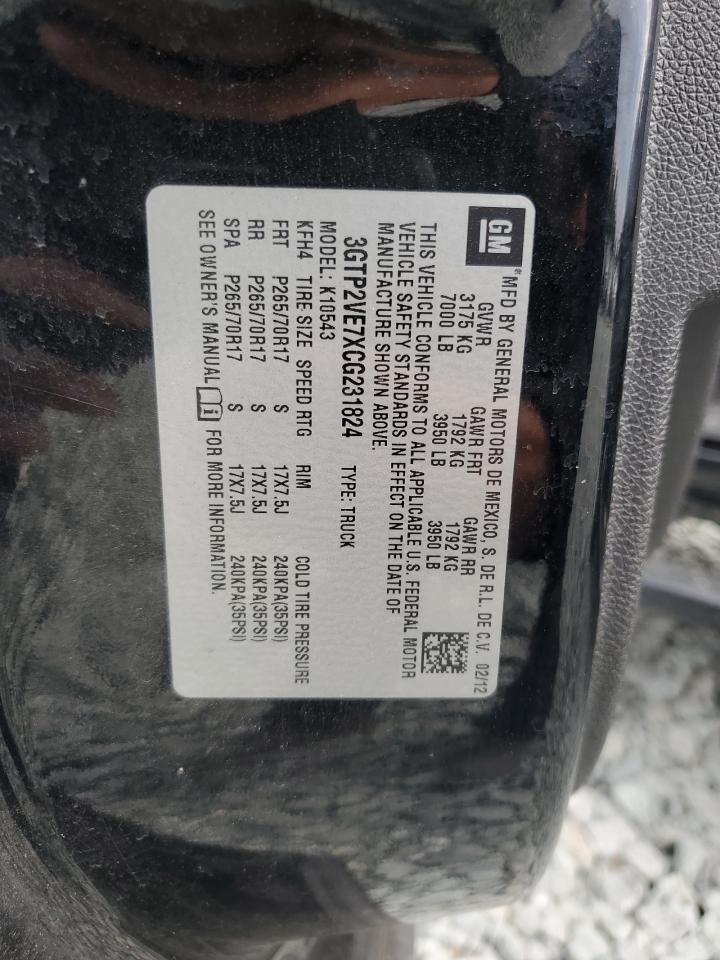 GM® MFD BY GENERAL MOTORS DE MEXICO, S. DE R.L. DE C.V. 02/12
GVWR GAWR FRT GAWR RR
3175 KG 1792 KG 1792 KG
7000 LB 3950 LB 3950 LB
THIS VEHICLE CONFORMS TO ALL APPLICABLE U.S. FEDERAL MOTOR
VEHICLE SAFETY STANDARDS IN EFFECT ON THE DATE OF
MANUFACTURE SHOWN ABOVE.
3GTP2VE7XCG231824 TYPE: TRUCK
MODEL: K10543
KFH4 TIRE SIZE SPEED RTG RIM COLD TIRE PRESSURE
FRT P265/70R17 S 17X7.5J 240KPA(35PSI)
RR P265/70R17 S 17X7.5J 240KPA(35PSI)
SPA P265/70R17 S 17X7.5J 240KPA(35PSI)
SEE OWNER'S MANUAL i FOR MORE INFORMATION.